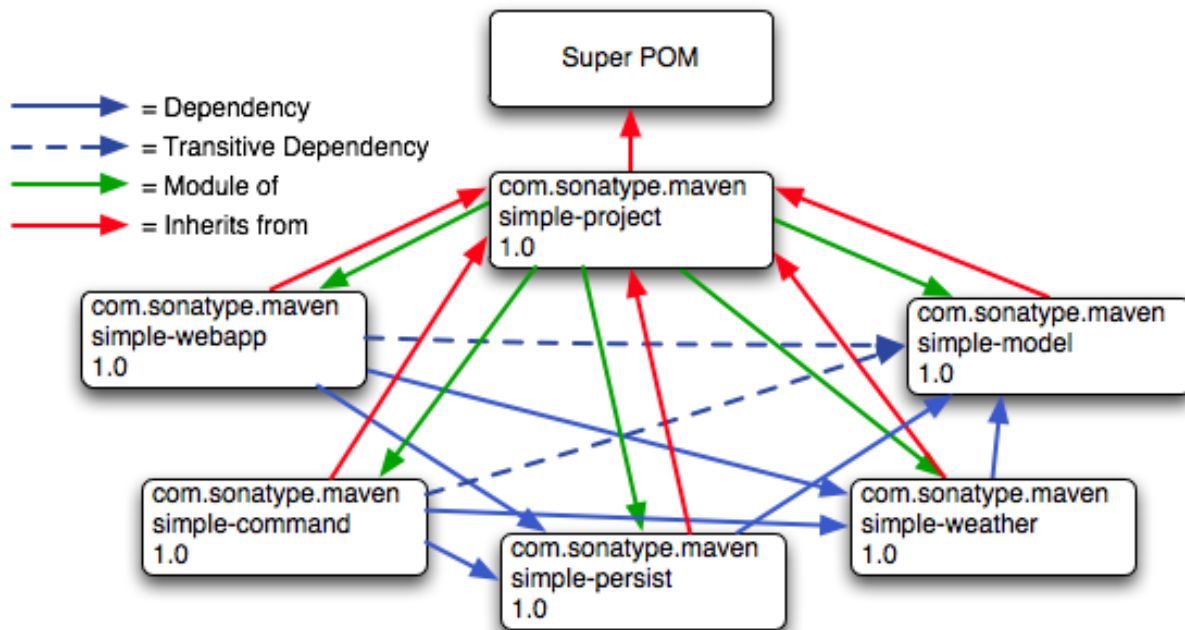 Super POM
= Dependency
= Transitive Dependency
= Module of
= Inherits from
com.sonatype.maven
simple-project
1.0
com.sonatype.maven
simple-webapp
1.0
com.sonatype.maven
simple-model
1.0
com.sonatype.maven
simple-command
1.0
com.sonatype.maven
simple-persist
1.0
com.sonatype.maven
simple-weather
1.0